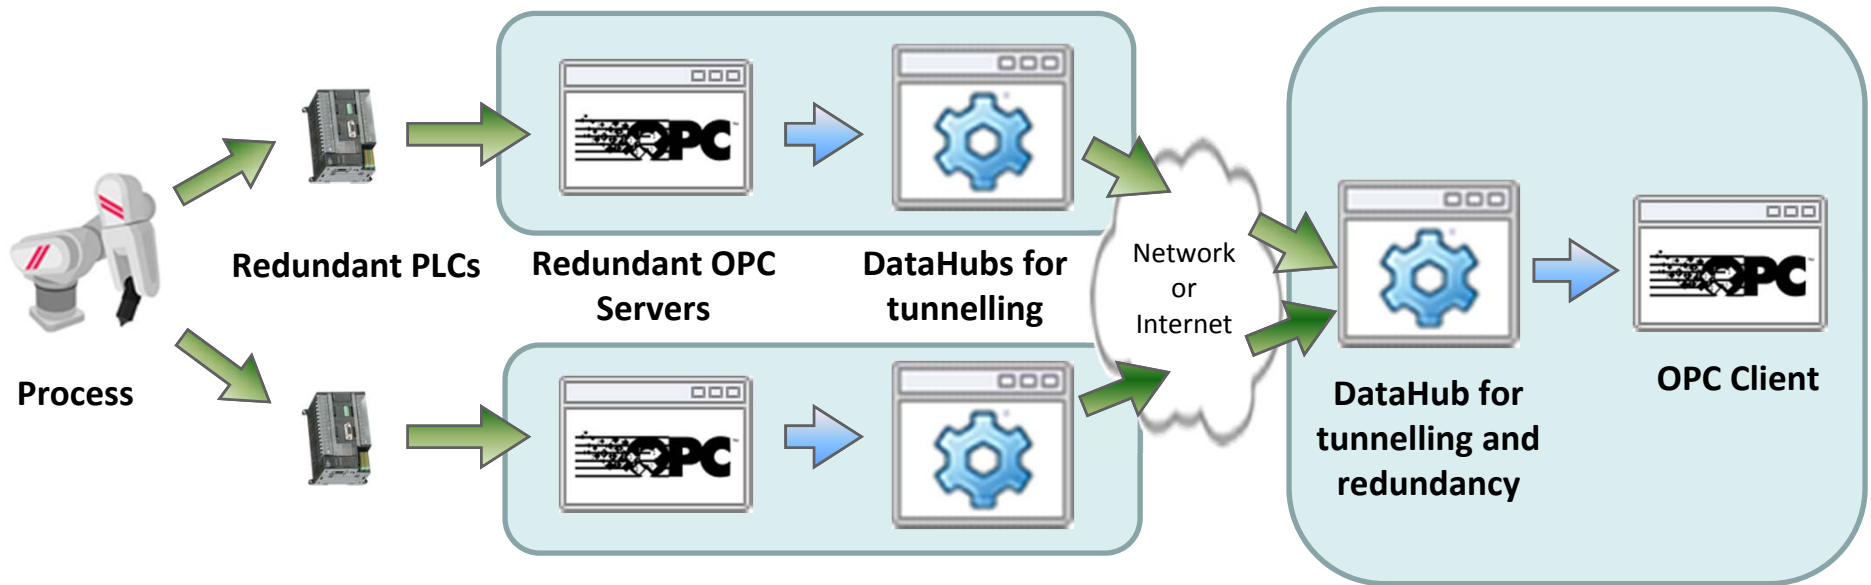 OPC
OPC
Network
or
Internet
Redundant PLCs
Redundant OPC
Servers
DataHubs for
tunnelling
Process
OPC
DataHub for
tunnelling and
redundancy
OPC Client
OPC